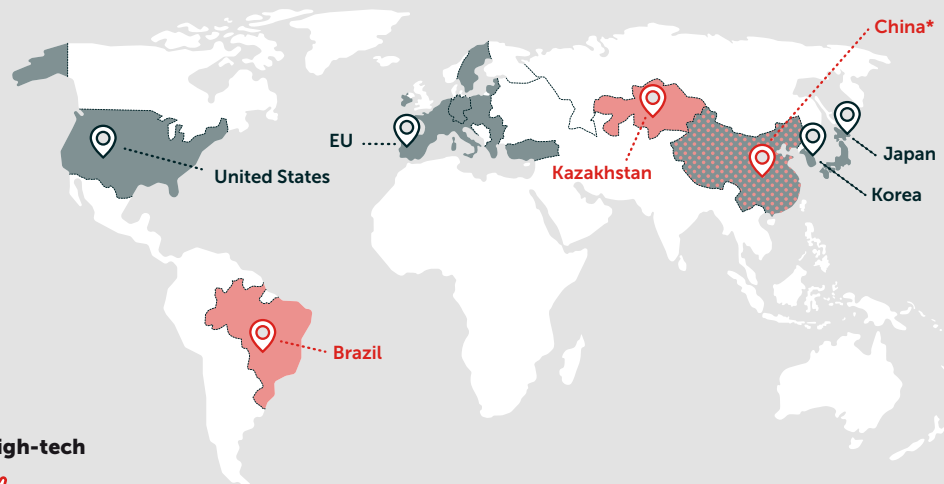 China*
EU
United States
Kazakhstan
Japan
Korea
Brazil
igh-tech